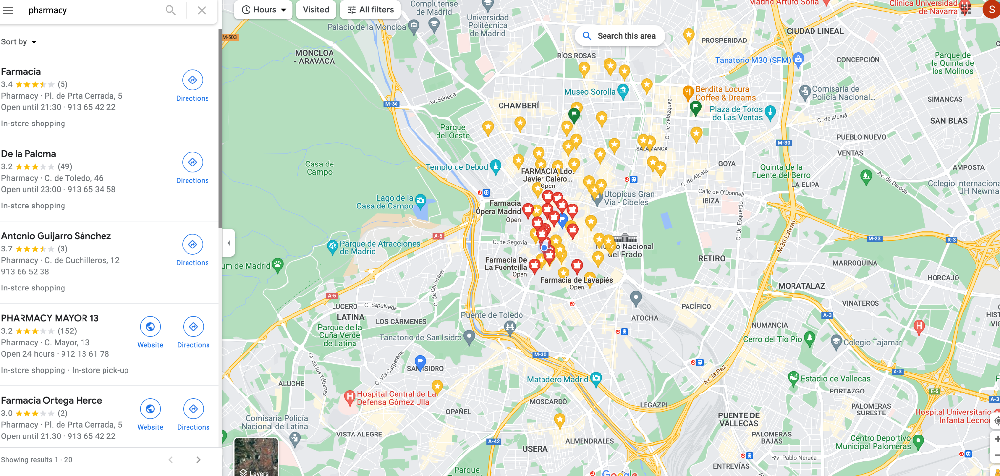 pharmacy
Hours
Visited
All filters
Search this area
S
Sort by
Farmacia
3.4 (5)
Pharmacy · Pl. de Prta Cerrada, 5
Open until 21:30 · 913 65 42 22
In-store shopping
Directions
De la Paloma
3.2 (49)
Pharmacy · C. de Toledo, 46
Open until 23:00 · 913 65 34 58
In-store shopping
Directions
Antonio Guijarro Sánchez
3.7 (3)
Pharmacy · C. de Cuchilleros, 12
913 66 52 38
In-store shopping
Directions
PHARMACY MAYOR 13
3.2 (152)
Pharmacy · C. Mayor, 13
Open 24 hours · 912 13 61 78
In-store shopping · In-store pick-up
Website
Directions
Farmacia Ortega Herce
3.0 (2)
Pharmacy · Pl. de Prta Cerrada, 5
Open until 21:30 · 913 65 42 22
Website
Directions
Showing results 1 - 20
Layers
Google
M-503
Complutense
de Madrid
Palacio de la Moncloa
Universidad
Politécnica
de Madrid
Madrid Arturo Soria
Clínica Universidad
de Navarra
CIUDAD LINEAL
PROSPERIDAD
MONCLOA
- ARAVACA
RÍOS ROSAS
Tanatorio M30 (SFM)
CONCEPCIÓN
Parque de
la Quinta de
los Molinos
Museo Sorolla
Bendita Locura
Coffee & Dreams
Comisaría de
Policía Nacional...
SIMANCAS
M-30
Av. Séneca
CHAMBERÍ
C. de Velázquez
Plaza de Toros
de Las Ventas
C. de Alcalá
SAN BLAS
Parque
del Oeste
PUEBLO NUEVO
M-30
SALAMANCA
VENTAS
Casa de
Campo
Templo de Debod
GOYA
Quinta de la
Fuente del Berro
AMPOSTA
FARMACIA Ldo.
Javier Calero...
Open
C. de Alcalá
LA ELIPA
Av. de Daroca
Colegio Internaciona
JH Newman
Calle de O'Donnell
IBIZA
Lago de la
Casa de Campo
Utopicus Gran
Vía - Cibeles
Farmacia
Ópera Madrid
Open
C. Dr. Esquerdo
M-30 Lateral
A-5
M-23
R-3
Parque de Atracciones
de Madrid
C. de Segovia
Museo Nacional
del Prado
RETIRO
um de Madrid
Farmacia De
La Fuentcilla
Open
MARROQUINA
HORCAJO
Farmacia de Lavapiés
Open
MORATALAZ
C. de Caramuel
A-5
LUCERO
C. Sepúlveda
LATINA
LOS CÁRMENES
Puente de Toledo
PACÍFICO
VINATEROS
ATOCHA
A-3
HIST
VIC
NUMANCIA
Parque de la
Cuña Verde
de Latina
Tanatorio de San Isidro
Cerro del Tío Pío
Colegio Tajamar
M-30
Cl. de los Yébenes
C. Vía Carpetana
SAN ISIDRO
Av. la Paz
A-3
Matadero Madrid
Estadio de Vallecas
ALUCHE
PORTAZGO
E-5
A-3
Hospital Central de La
Defensa Gómez Ulla
MOSCARDÓ
LEGAZPI
PALOMERAS
SURESTE
OPAÑEL
PUENTE DE
VALLECAS
Hospital Universitario
Infanta Leonor
Comisaría Policía
Nacional de Latina
VISTA ALEGRE
A-42
USERA
ALMENDRALES
PALOMERAS
BAJAS
Centro Deportivo
Municipal Palomeras
Av. Pablo Neruda
ENTREVÍAS
Parque